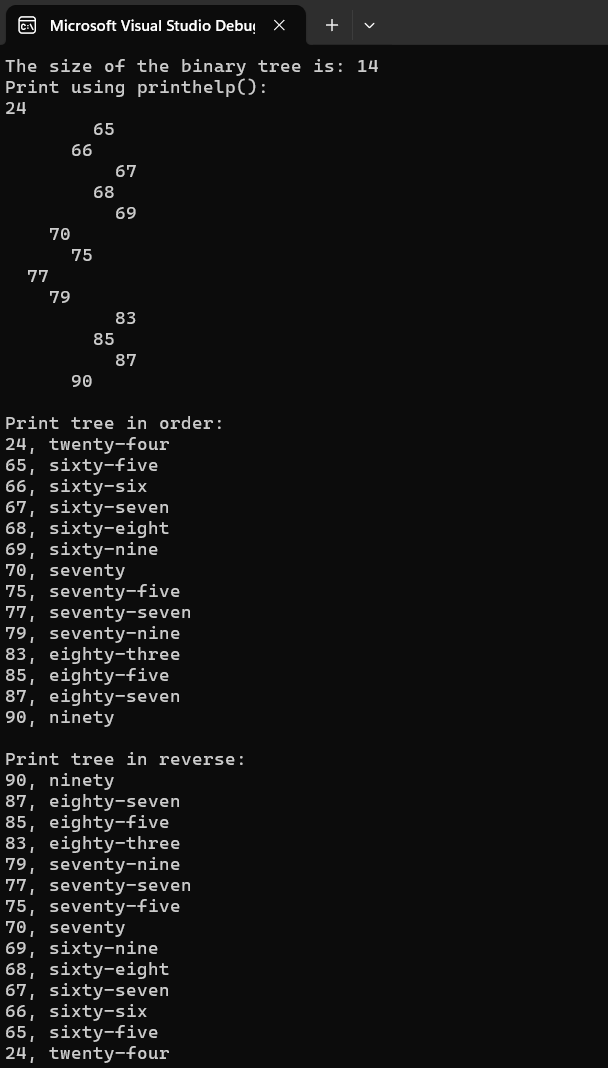 Microsoft Visual Studio Debug
The size of the binary tree is: 14
Print using printhelp():
24
        65
      66
          67
        68
          69
    70
      75
  77
    79
          83
        85
          87
      90

Print tree in order:
24, twenty-four
65, sixty-five
66, sixty-six
67, sixty-seven
68, sixty-eight
69, sixty-nine
70, seventy
75, seventy-five
77, seventy-seven
79, seventy-nine
83, eighty-three
85, eighty-five
87, eighty-seven
90, ninety

Print tree in reverse:
90, ninety
87, eighty-seven
85, eighty-five
83, eighty-three
79, seventy-nine
77, seventy-seven
75, seventy-five
70, seventy
69, sixty-nine
68, sixty-eight
67, sixty-seven
66, sixty-six
65, sixty-five
24, twenty-four